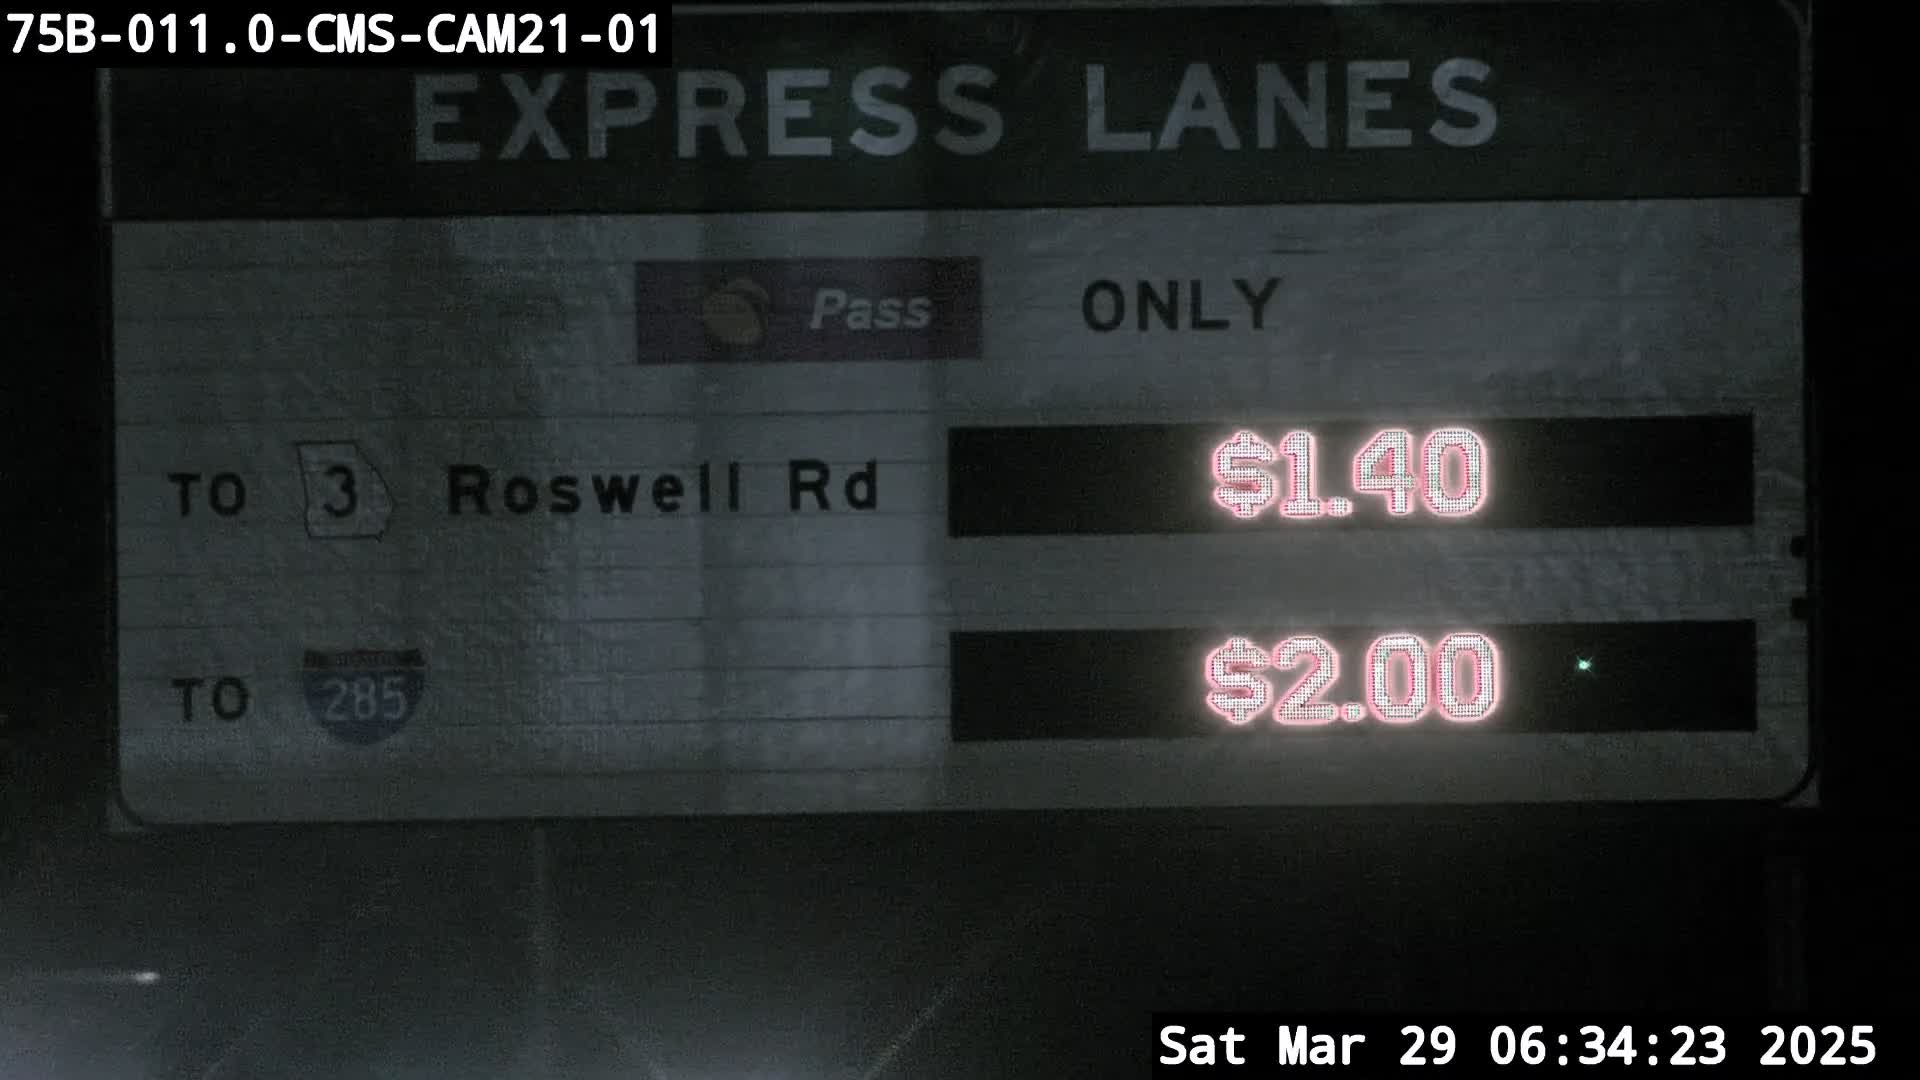 75B-011.0-CMS-CAM21-01
EXPRESS LANES
Pass ONLY
TO 3 Roswell Rd $1.40
TO 285 $2.00
Sat Mar 29 06:34:23 2025